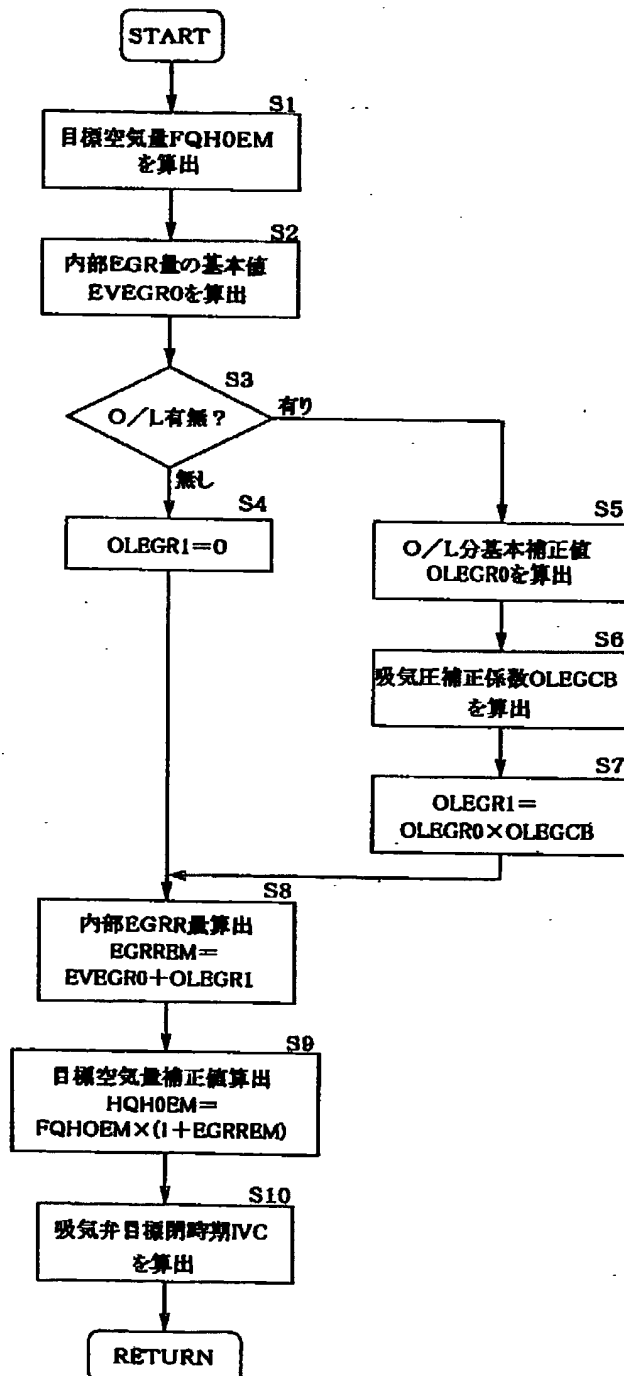 START
S1
目標空気量FQH0EM
を算出
S2
内部EGR量の基本値
EVEGR0を算出
S3
O/L有無?
有り
無し
S4
OLEGR1=0
S5
O/L分基本補正値
OLEGR0を算出
S6
吸気圧補正係数OLEGCB
を算出
S7
OLEGR1=
OLEGR0×OLEGCB
S8
内部EGRR量算出
EGRREM=
EVEGR0+OLEGR1
S9
目標空気量補正値算出
HQH0EM=
FQHOEM×(1+EGRREM)
S10
吸気弁目標閉時期IVC
を算出
RETURN